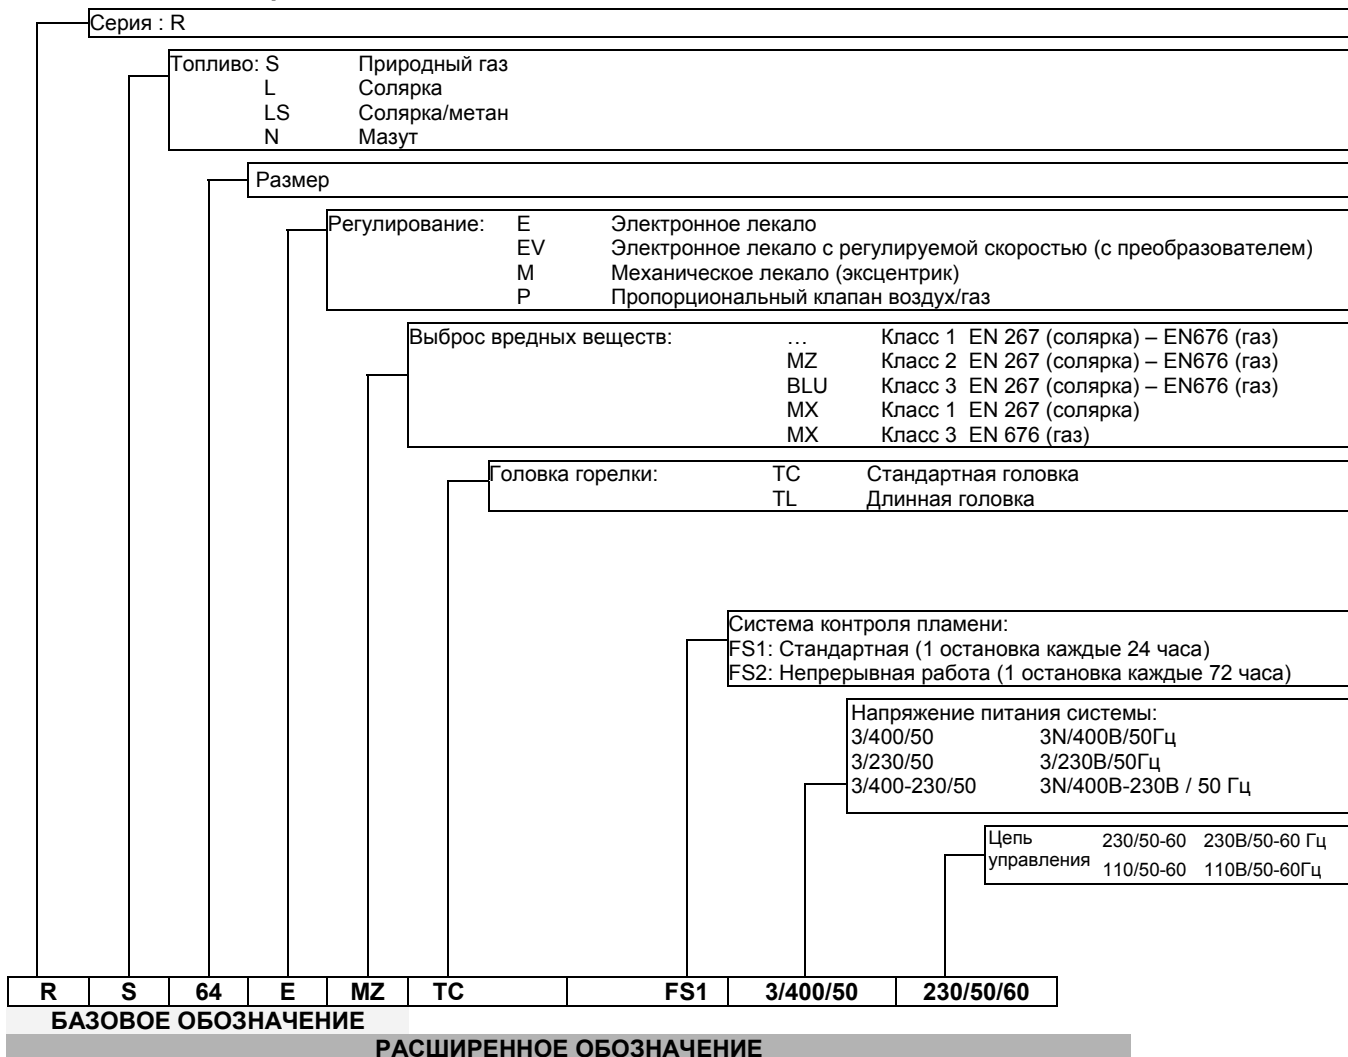 Серия : R
Топливо: S Природный газ
L Солярка
LS Солярка/метан
N Мазут
Размер
Регулирование: E Электронное лекало
EV Электронное лекало с регулируемой скоростью (с преобразователем)
M Механическое лекало (эксцентрик)
P Пропорциональный клапан воздух/газ
Выброс вредных веществ: … Класс 1 EN 267 (солярка) – EN676 (газ)
MZ Класс 2 EN 267 (солярка) – EN676 (газ)
BLU Класс 3 EN 267 (солярка) – EN676 (газ)
MX Класс 1 EN 267 (солярка)
MX Класс 3 EN 676 (газ)
Головка горелки: TC Стандартная головка
TL Длинная головка
Система контроля пламени:
FS1: Стандартная (1 остановка каждые 24 часа)
FS2: Непрерывная работа (1 остановка каждые 72 часа)
Напряжение питания системы:
3/400/50 3N/400В/50Гц
3/230/50 3/230В/50Гц
3/400-230/50 3N/400В-230В / 50 Гц
Цепь управления 230/50-60 230В/50-60 Гц
110/50-60 110В/50-60Гц
R S 64 E MZ TC FS1 3/400/50 230/50/60
БАЗОВОЕ ОБОЗНАЧЕНИЕ
РАСШИРЕННОЕ ОБОЗНАЧЕНИЕ